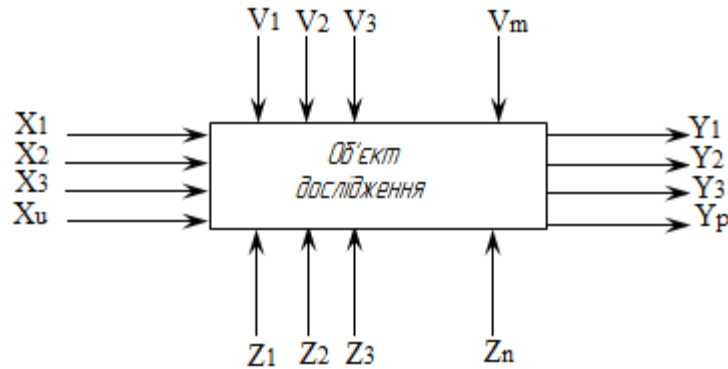 V1 V2 V3 Vm
X1
X2
X3
Xu
Об'єкт
дослідження
Y1
Y2
Y3
Yp
Z1 Z2 Z3 Zn